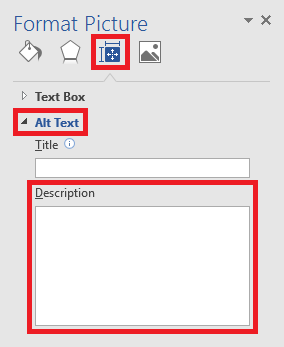 Format Picture
Text Box
Alt Text
Title
Description